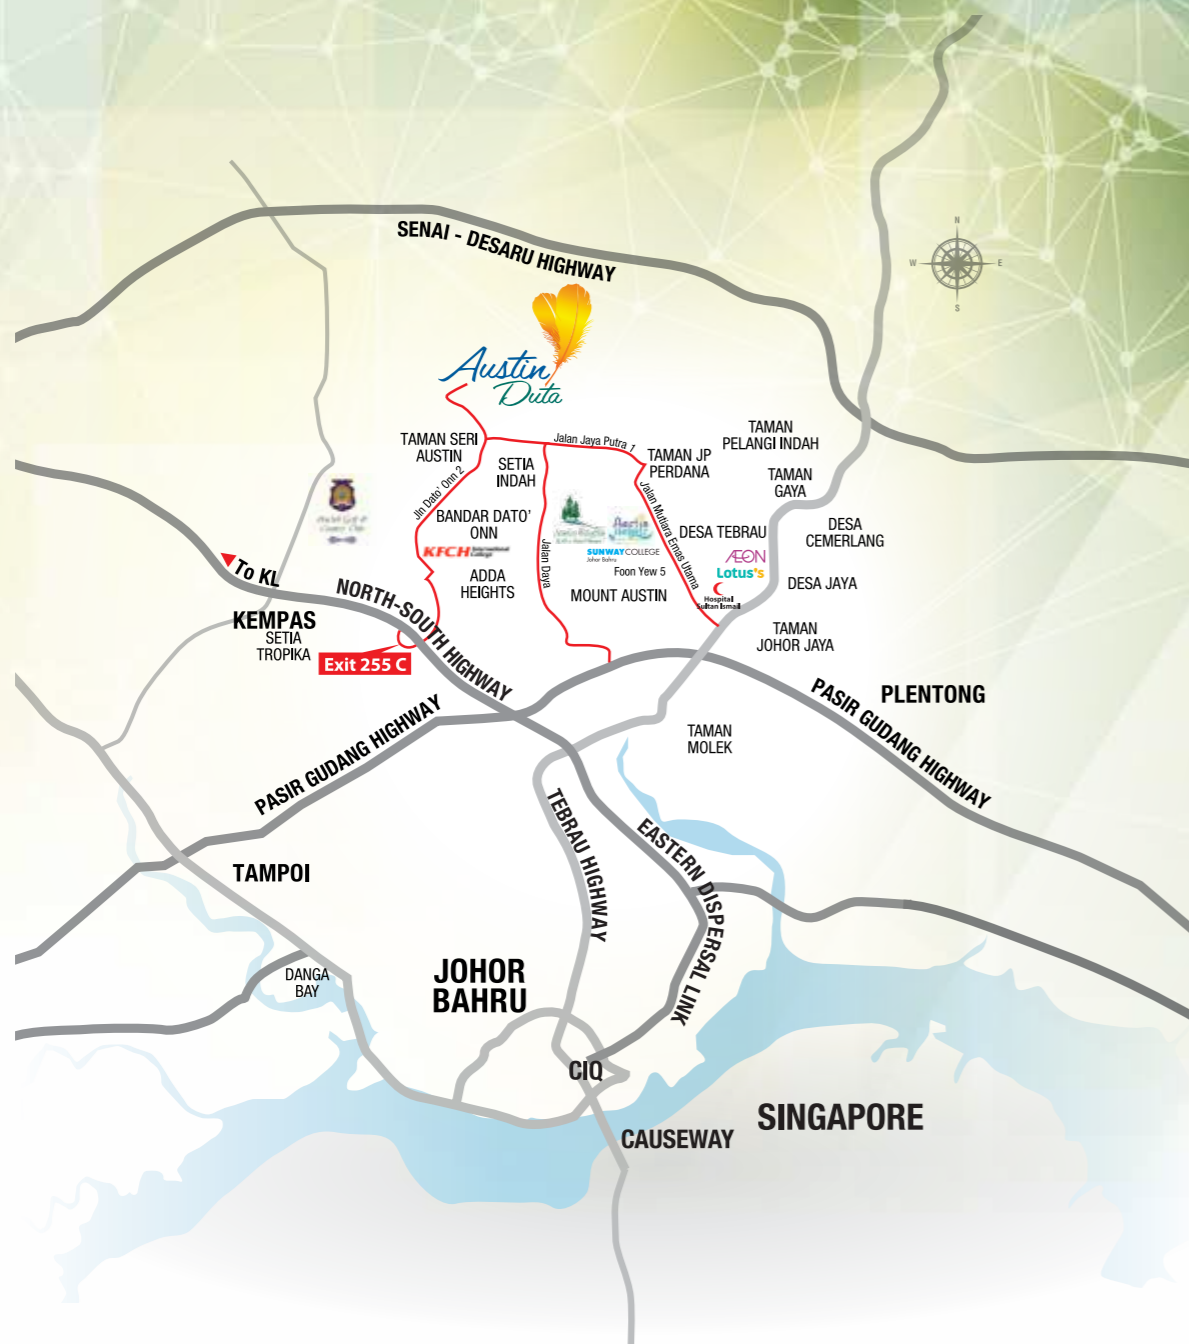 N
W
E
S
SENAI - DESARU HIGHWAY
Austin
Duta
TAMAN SERI
AUSTIN
Jalan Jaya Putra 1
SETIA
INDAH
TAMAN JP
PERDANA
TAMAN
PELANGI INDAH
TAMAN
GAYA
Jln Dato' Onn 2
BANDAR DATO'
ONN
KFCH International
College
ADDA
HEIGHTS
Jalan Daya
SUNWAY COLLEGE
Johor Bahru
Foon Yew 5
MOUNT AUSTIN
Jalan Mutiara Emas Utama
DESA TEBRAU
ÆON
Lotus's
Hospital
Sultan Ismail
DESA
CEMERLANG
DESA JAYA
TAMAN
JOHOR JAYA
To KL
KEMPAS
SETIA
TROPIKA
Exit 255 C
NORTH-SOUTH HIGHWAY
PASIR GUDANG HIGHWAY
PLENTONG
PASIR GUDANG HIGHWAY
TAMAN
MOLEK
TEBRAU HIGHWAY
EASTERN DISPERSAL LINK
TAMPOI
DANGA
BAY
JOHOR
BAHRU
CIQ
CAUSEWAY
SINGAPORE